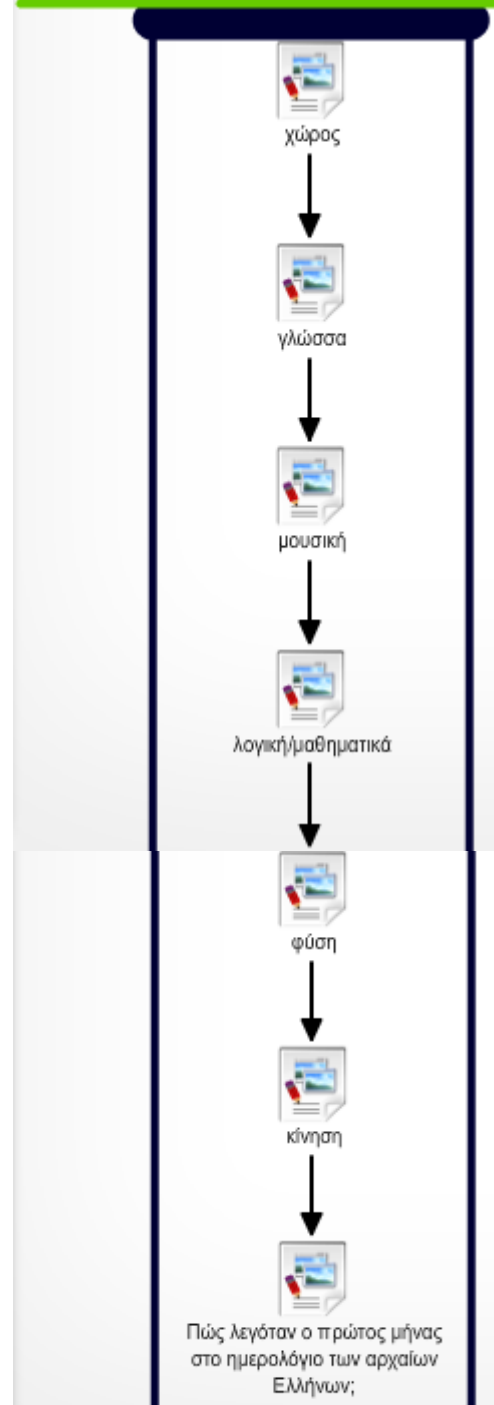 χώρος
γλώσσα
μουσική
λογική/μαθηματικά
φύση
κίνηση
Πώς λεγόταν ο πρώτος μήνας
στο ημερολόγιο των αρχαίων
Ελλήνων;